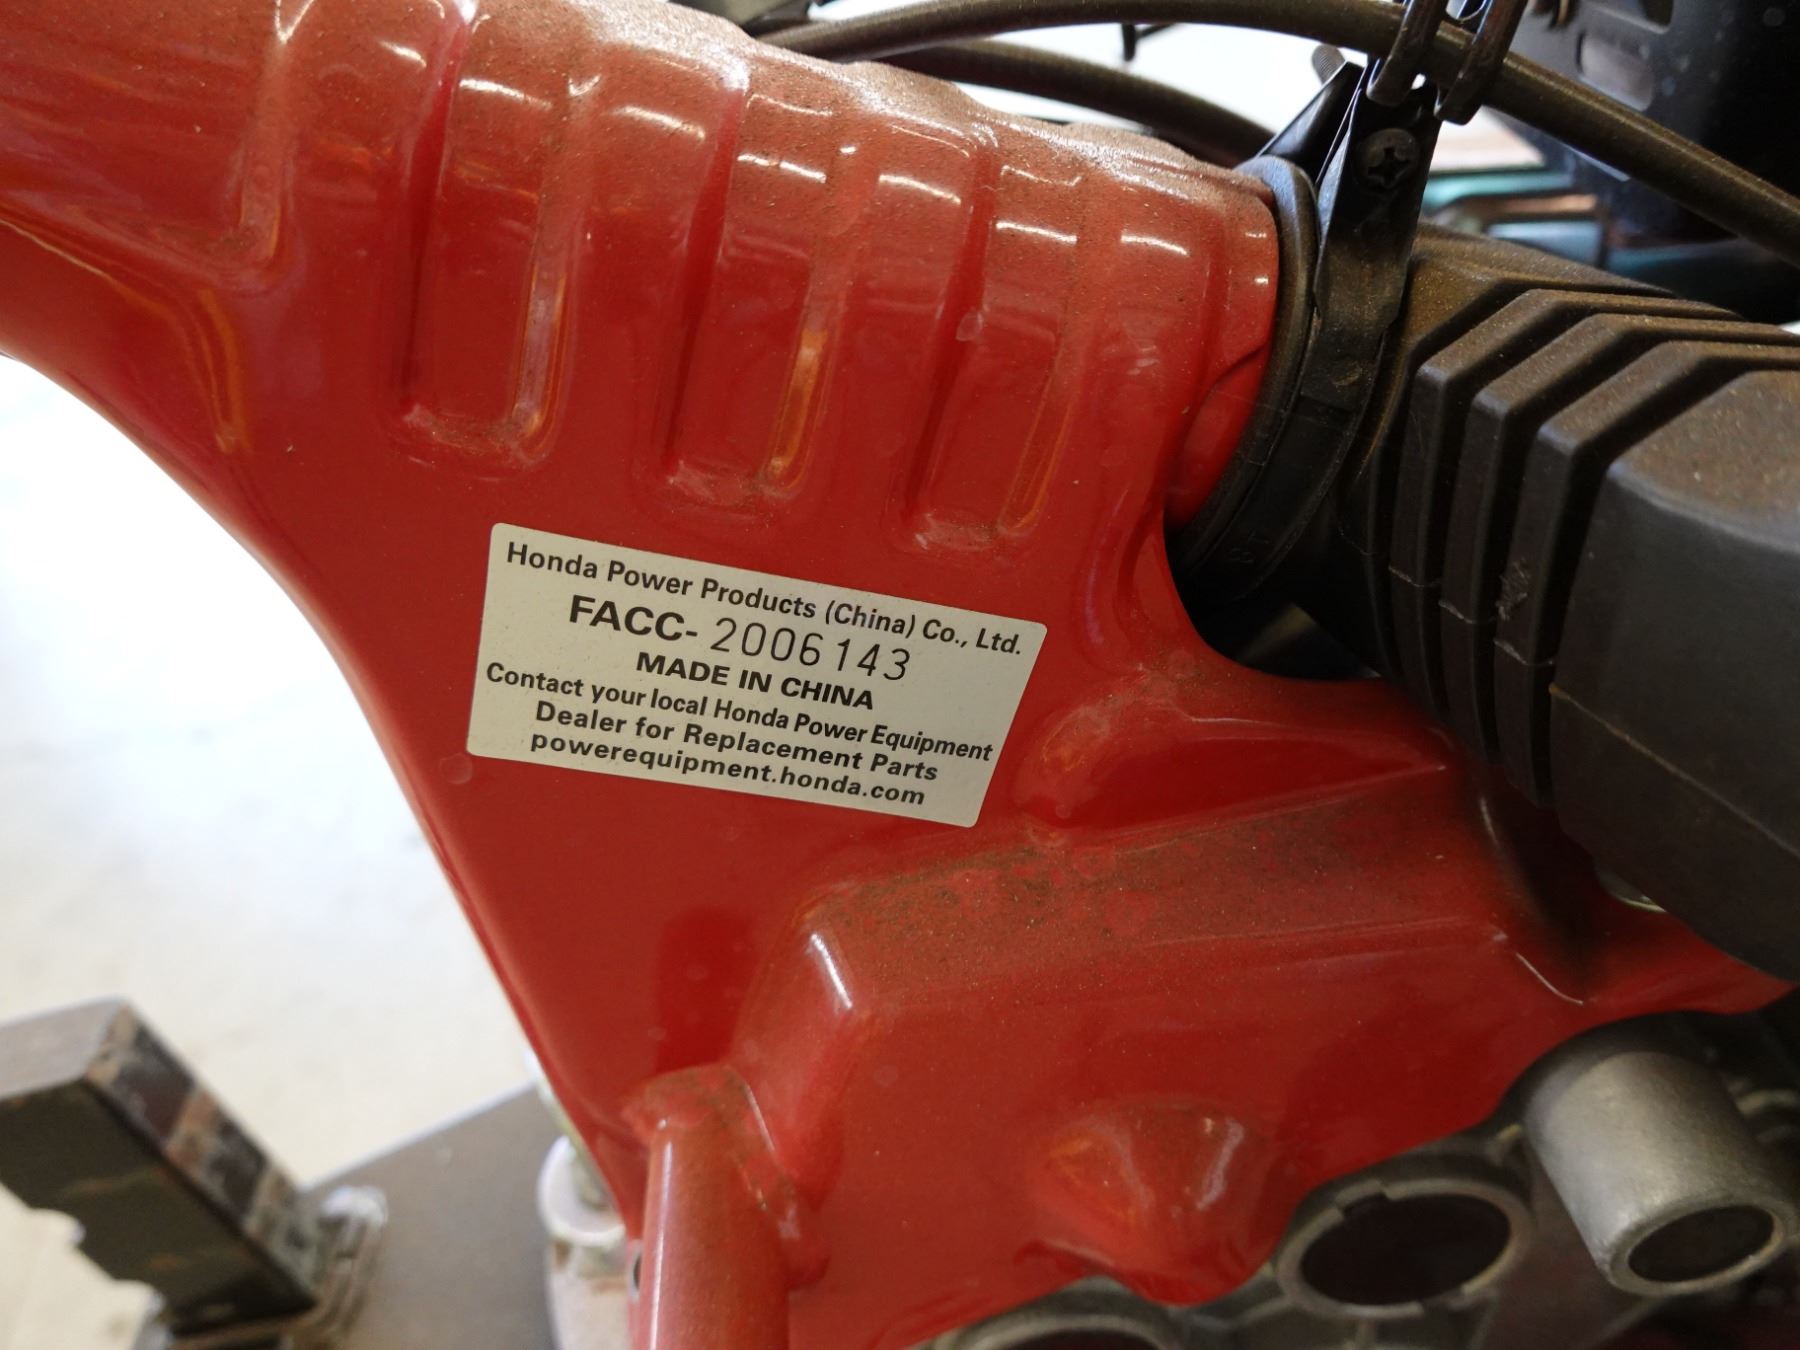 Honda Power Products (China) Co., Ltd.
FACC- 2006143
MADE IN CHINA
Contact your local Honda Power Equipment
Dealer for Replacement Parts
powerequipment.honda.com